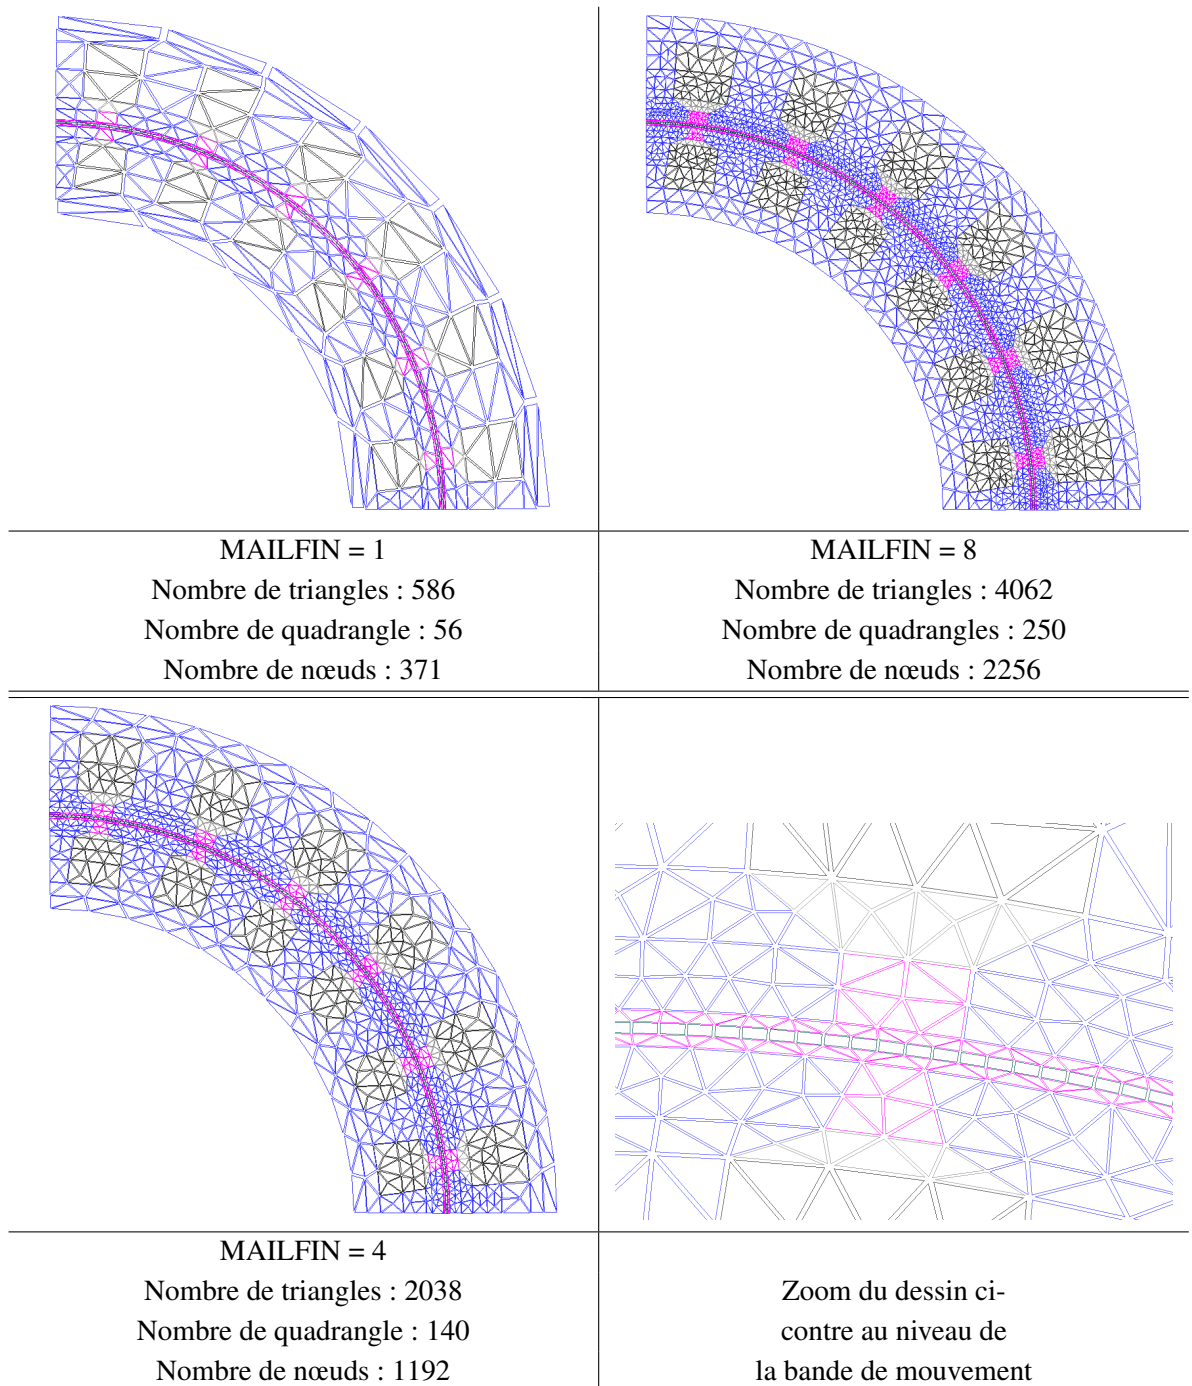 MAILFIN = 1
Nombre de triangles : 586
Nombre de quadrangle : 56
Nombre de nœuds : 371
MAILFIN = 8
Nombre de triangles : 4062
Nombre de quadrangles : 250
Nombre de nœuds : 2256
MAILFIN = 4
Nombre de triangles : 2038
Nombre de quadrangle : 140
Nombre de nœuds : 1192
Zoom du dessin ci-
contre au niveau de
la bande de mouvement